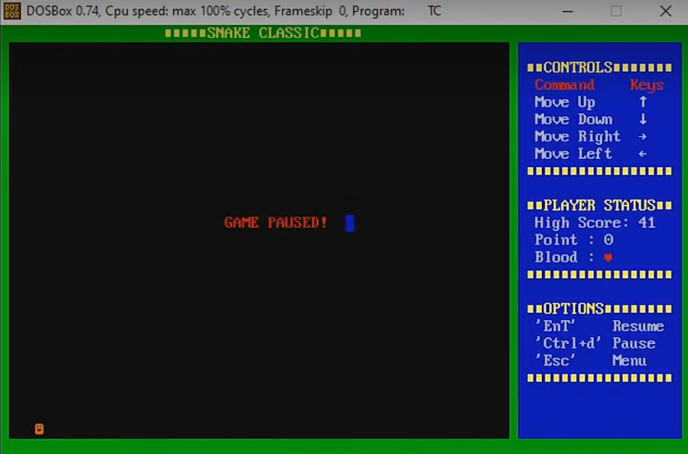 DOSBox 0.74, Cpu speed: max 100% cycles, Frameskip 0, Program: TC
SNAKE CLASSIC
CONTROLS
Command Keys
Move Up ↑
Move Down ↓
Move Right →
Move Left ←
GAME PAUSED!
PLAYER STATUS
High Score: 41
Point : 0
Blood : ♥
OPTIONS
'EnT' Resume
'Ctrl+d' Pause
'Esc' Menu